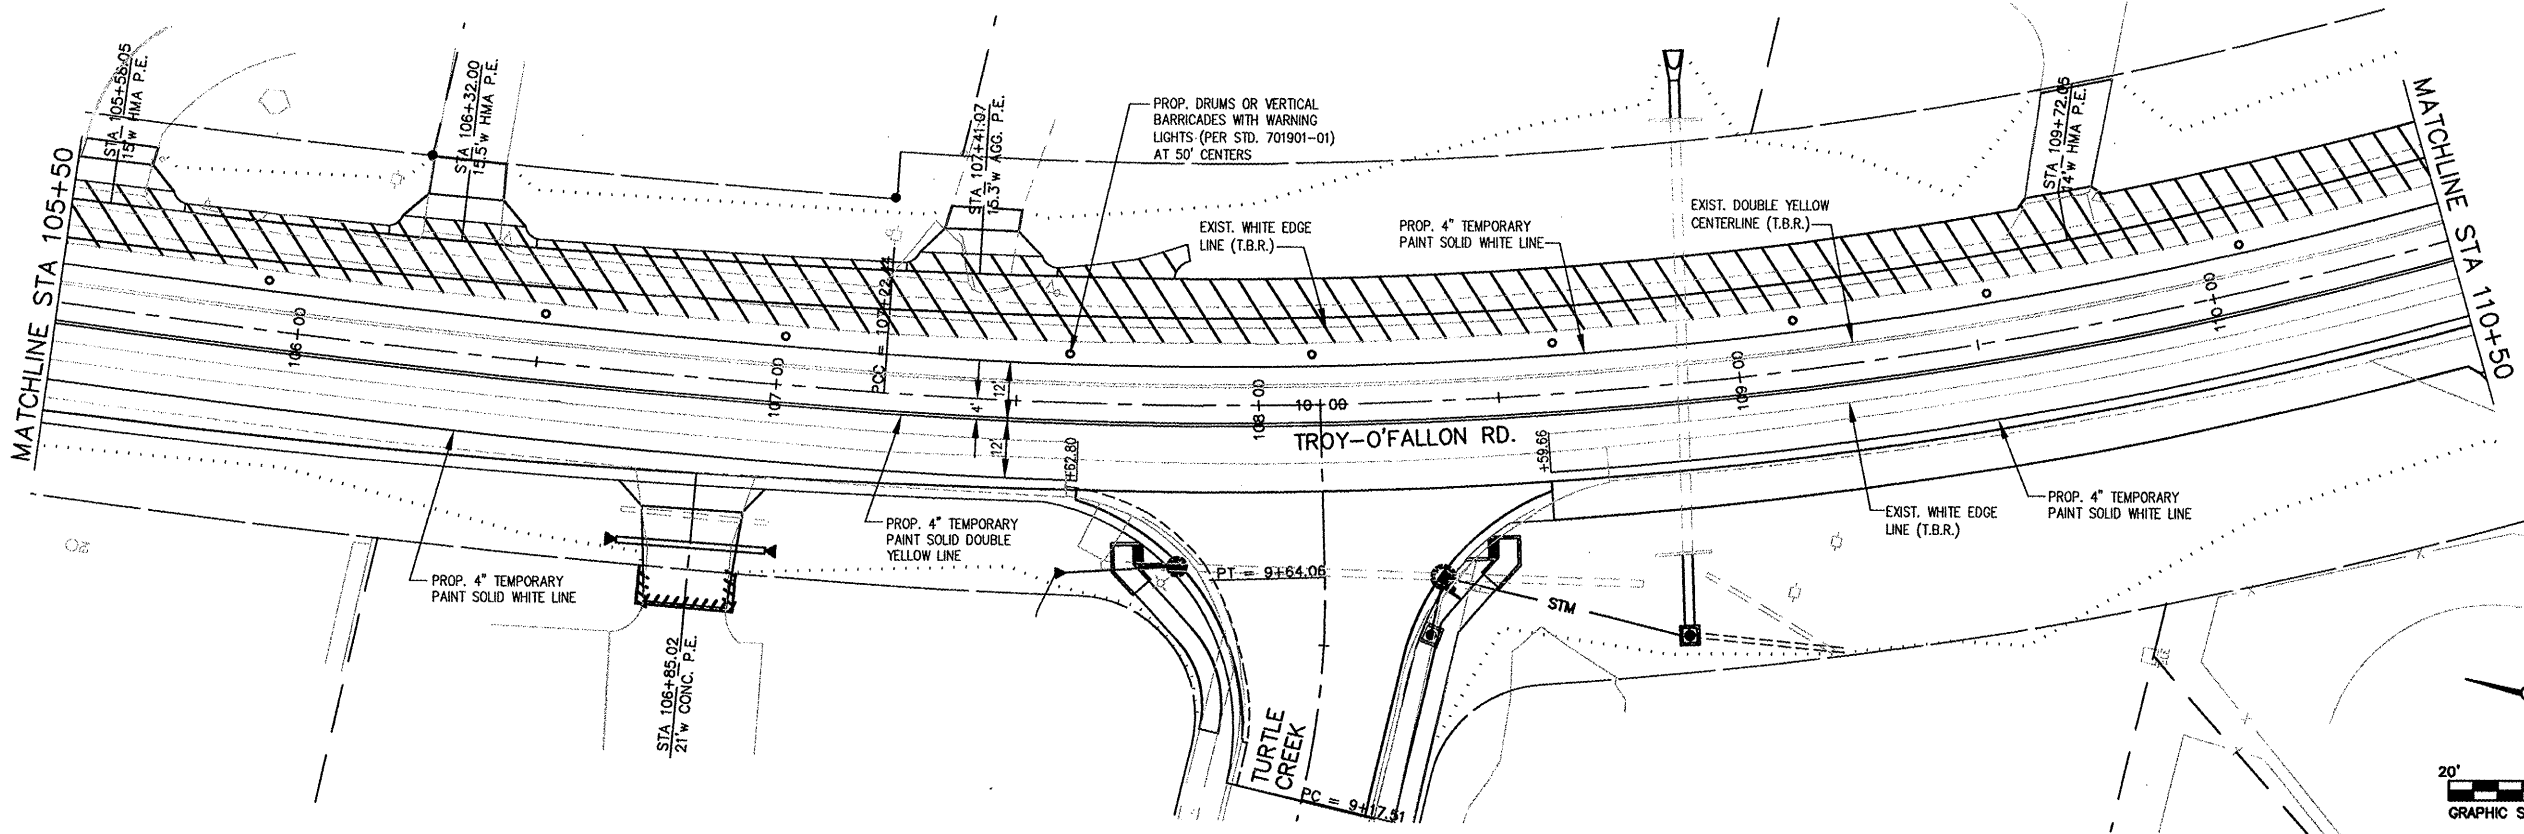 MATCHLINE STA 105+50
STA 105+58.05
15'w HMA P.E.
STA 106+32.00
15.5'w HMA P.E.
STA 107+41.07
15.3'w AGG. P.E.
PROP. DRUMS OR VERTICAL
BARRICADES WITH WARNING
LIGHTS (PER STD. 701901-01)
AT 50' CENTERS
EXIST. WHITE EDGE
LINE (T.B.R.)
PROP. 4" TEMPORARY
PAINT SOLID WHITE LINE
EXIST. DOUBLE YELLOW
CENTERLINE (T.B.R.)
STA 109+72.05
14'w HMA P.E.
MATCHLINE STA 110+50
106+00
107+00
PCC = 107+22.44
4'
12'
12'
108+00
10+00
109+00
110+00
TROY-O'FALLON RD.
+62.80
+59.66
PROP. 4" TEMPORARY
PAINT SOLID WHITE LINE
PROP. 4" TEMPORARY
PAINT SOLID DOUBLE
YELLOW LINE
EXIST. WHITE EDGE
LINE (T.B.R.)
PROP. 4" TEMPORARY
PAINT SOLID WHITE LINE
PT = 9+64.06
STM
STA 106+85.02
21'w CONC. P.E.
TURTLE
CREEK
PC = 9+17.51
20'
GRAPHIC S